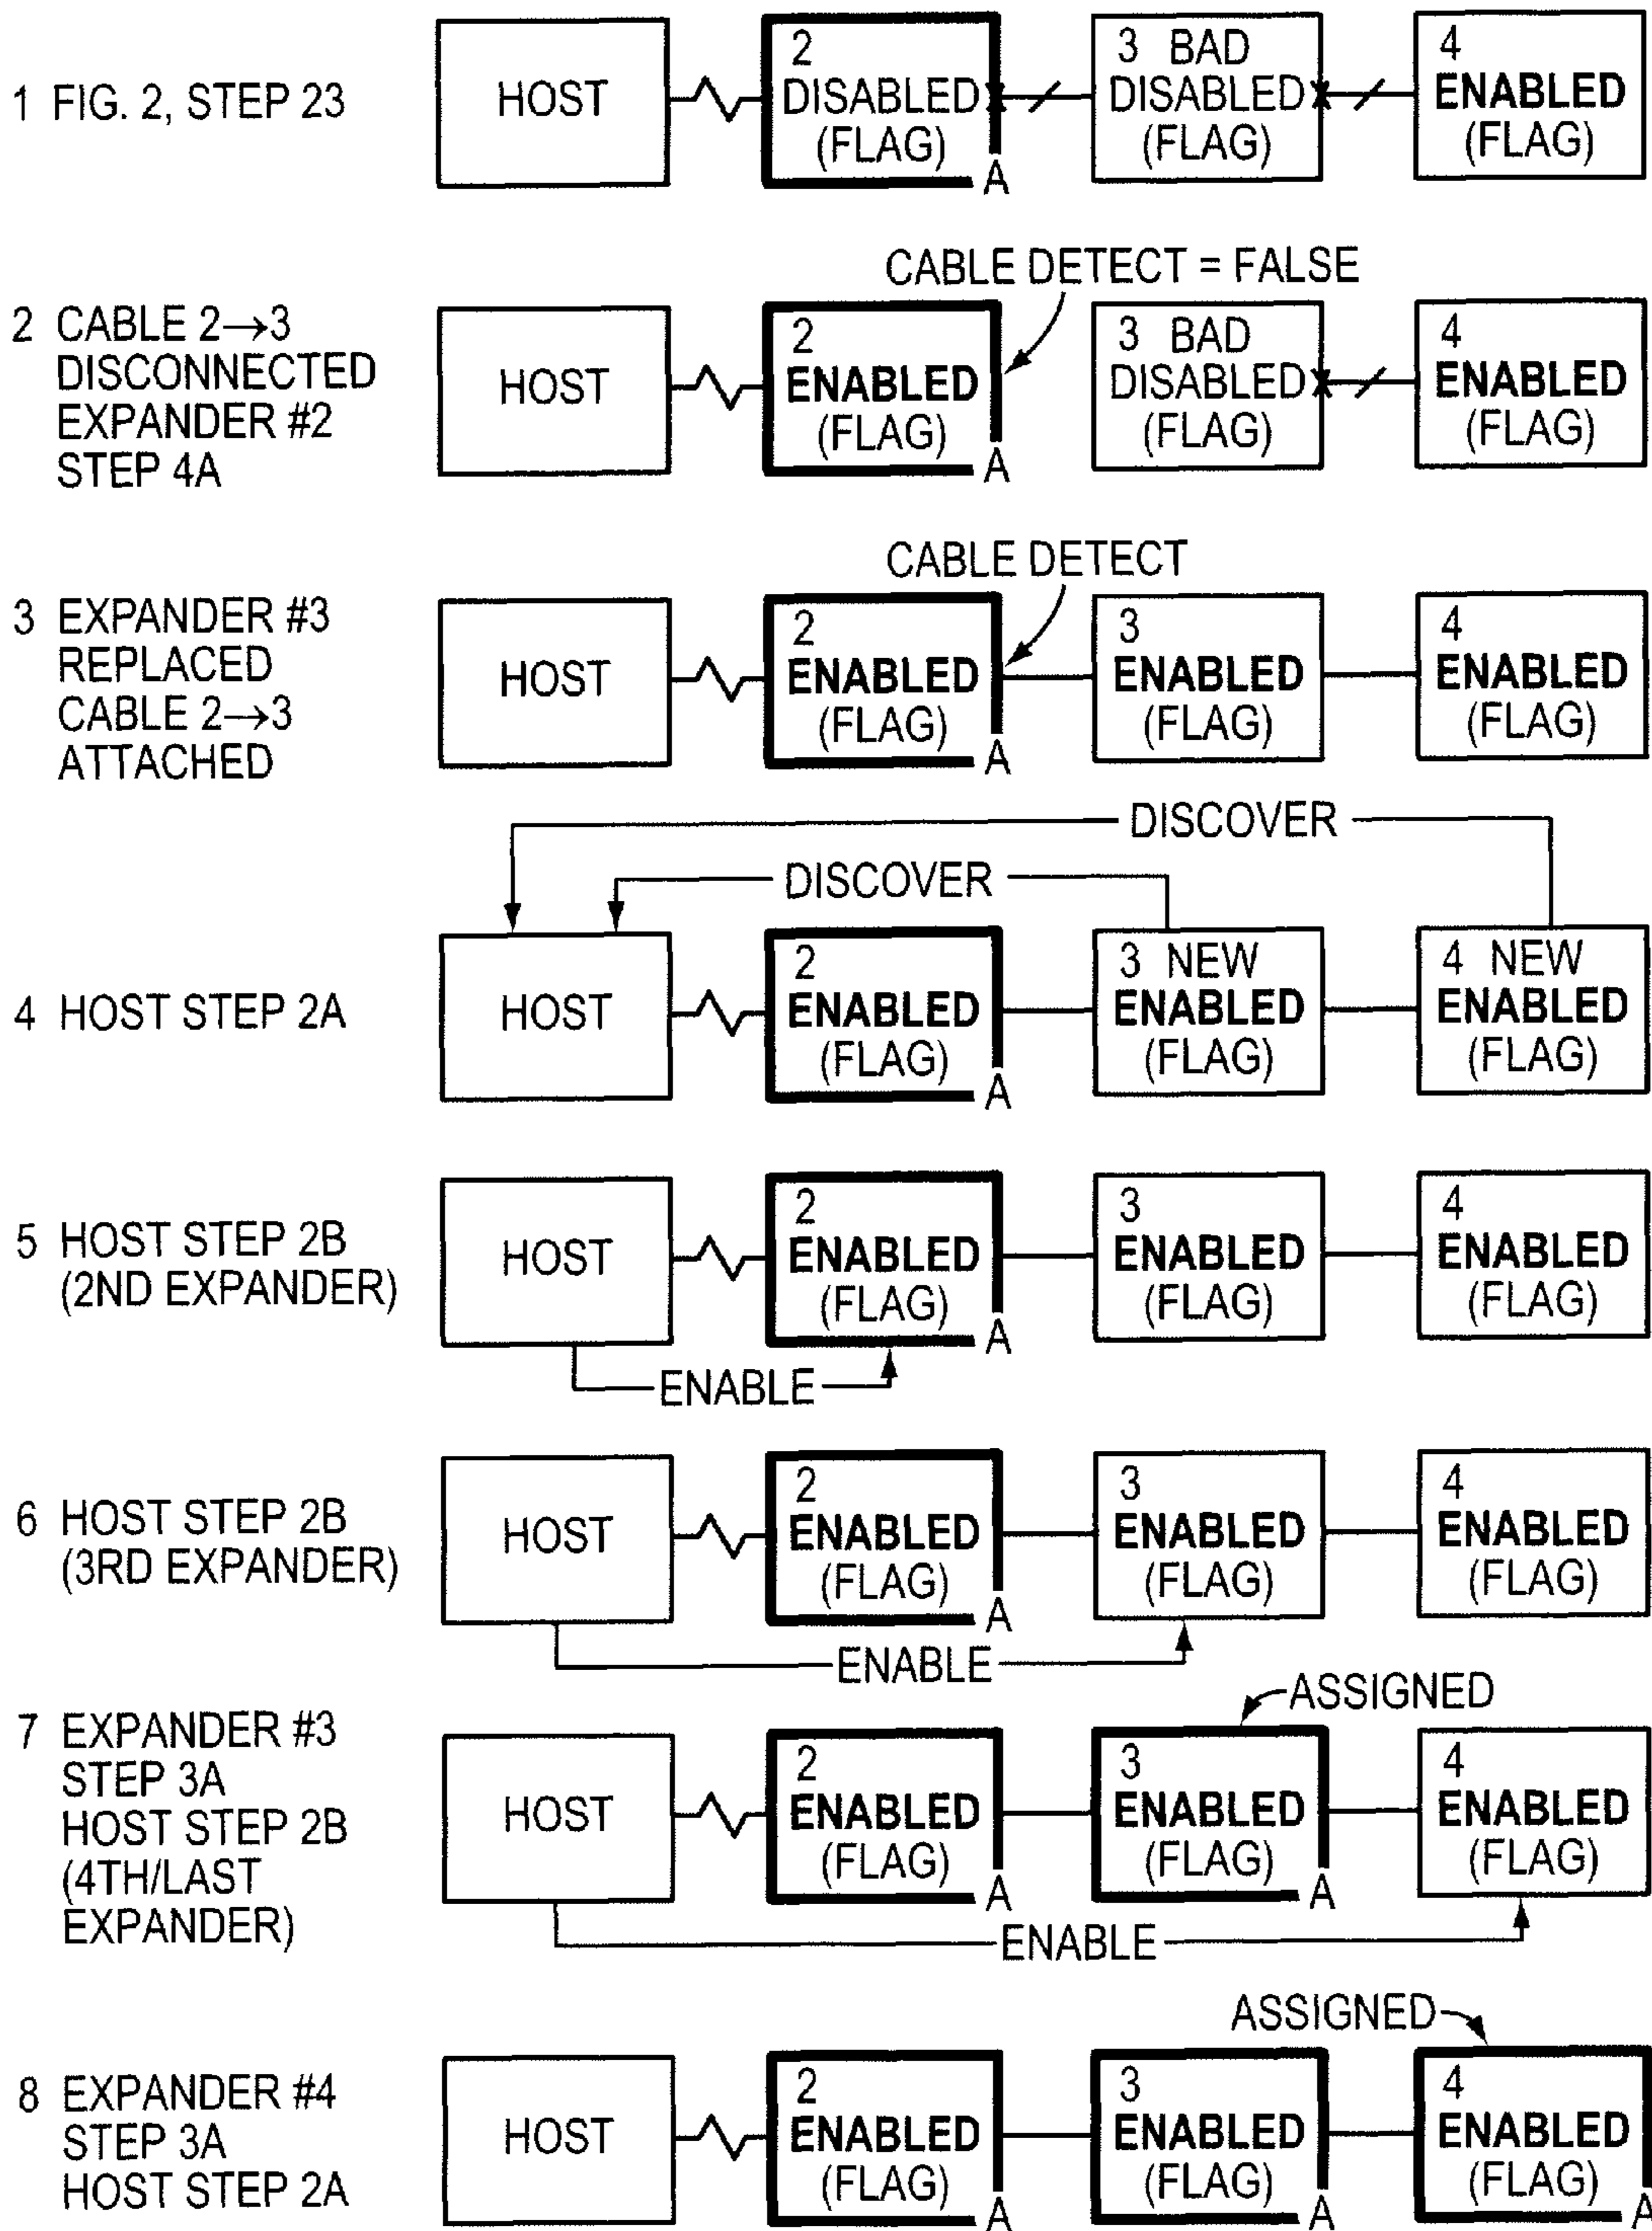 1 FIG. 2, STEP 23
HOST
2
DISABLED
(FLAG)
A
3 BAD
DISABLED
(FLAG)
4
ENABLED
(FLAG)
CABLE DETECT = FALSE
2 CABLE 2→3
DISCONNECTED
EXPANDER #2
STEP 4A
HOST
2
ENABLED
(FLAG)
A
3 BAD
DISABLED
(FLAG)
4
ENABLED
(FLAG)
CABLE DETECT
3 EXPANDER #3
REPLACED
CABLE 2→3
ATTACHED
HOST
2
ENABLED
(FLAG)
A
3
ENABLED
(FLAG)
4
ENABLED
(FLAG)
DISCOVER
DISCOVER
4 HOST STEP 2A
HOST
2
ENABLED
(FLAG)
A
3 NEW
ENABLED
(FLAG)
4 NEW
ENABLED
(FLAG)
5 HOST STEP 2B
(2ND EXPANDER)
HOST
2
ENABLED
(FLAG)
A
3
ENABLED
(FLAG)
4
ENABLED
(FLAG)
ENABLE
6 HOST STEP 2B
(3RD EXPANDER)
HOST
2
ENABLED
(FLAG)
A
3
ENABLED
(FLAG)
4
ENABLED
(FLAG)
ENABLE
ASSIGNED
7 EXPANDER #3
STEP 3A
HOST STEP 2B
(4TH/LAST
EXPANDER)
HOST
2
ENABLED
(FLAG)
A
3
ENABLED
(FLAG)
A
4
ENABLED
(FLAG)
ENABLE
ASSIGNED
8 EXPANDER #4
STEP 3A
HOST STEP 2A
HOST
2
ENABLED
(FLAG)
A
3
ENABLED
(FLAG)
A
4
ENABLED
(FLAG)
A